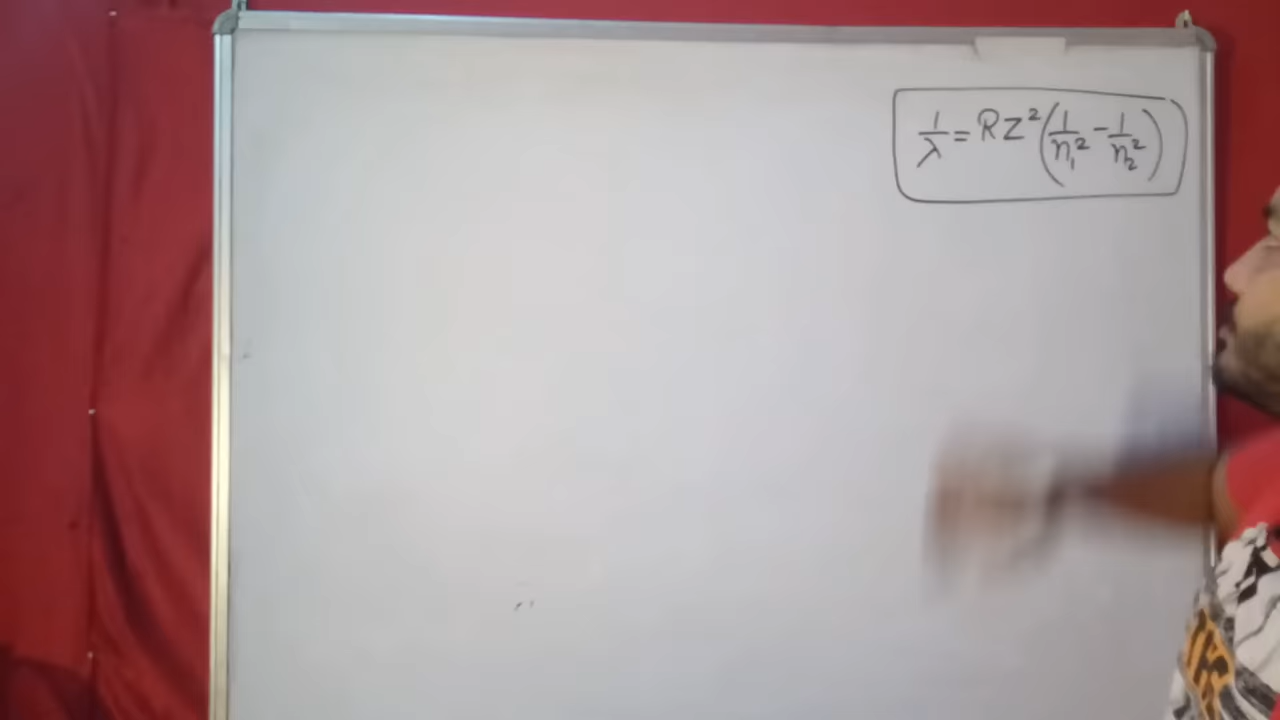 1/λ = RZ²(1/n₁² - 1/n₂²)